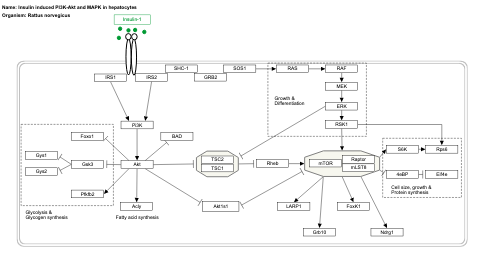 Name: Insulin induced PI3K-Akt and MAPK in hepatocytes
Organism: Rattus norvegicus
Insulin-1
SHC-1
SOS1
RAS
RAF
IRS1
IRS2
GRB2
MEK
Growth &
Differentiation
ERK
PI3K
RSK1
Foxo1
BAD
Gys1
Gys2
Gsk3
Akt
TSC2
TSC1
Rheb
mTOR
Raptor
mLST8
S6K
Rps6
4eBP
Eif4e
Cell size, growth &
Protein synthesis
Pfkfb2
Acly
Akt1s1
LARP1
FoxK1
Glycolysis &
Glycogen synthesis
Fatty acid synthesis
Grb10
Ndrg1